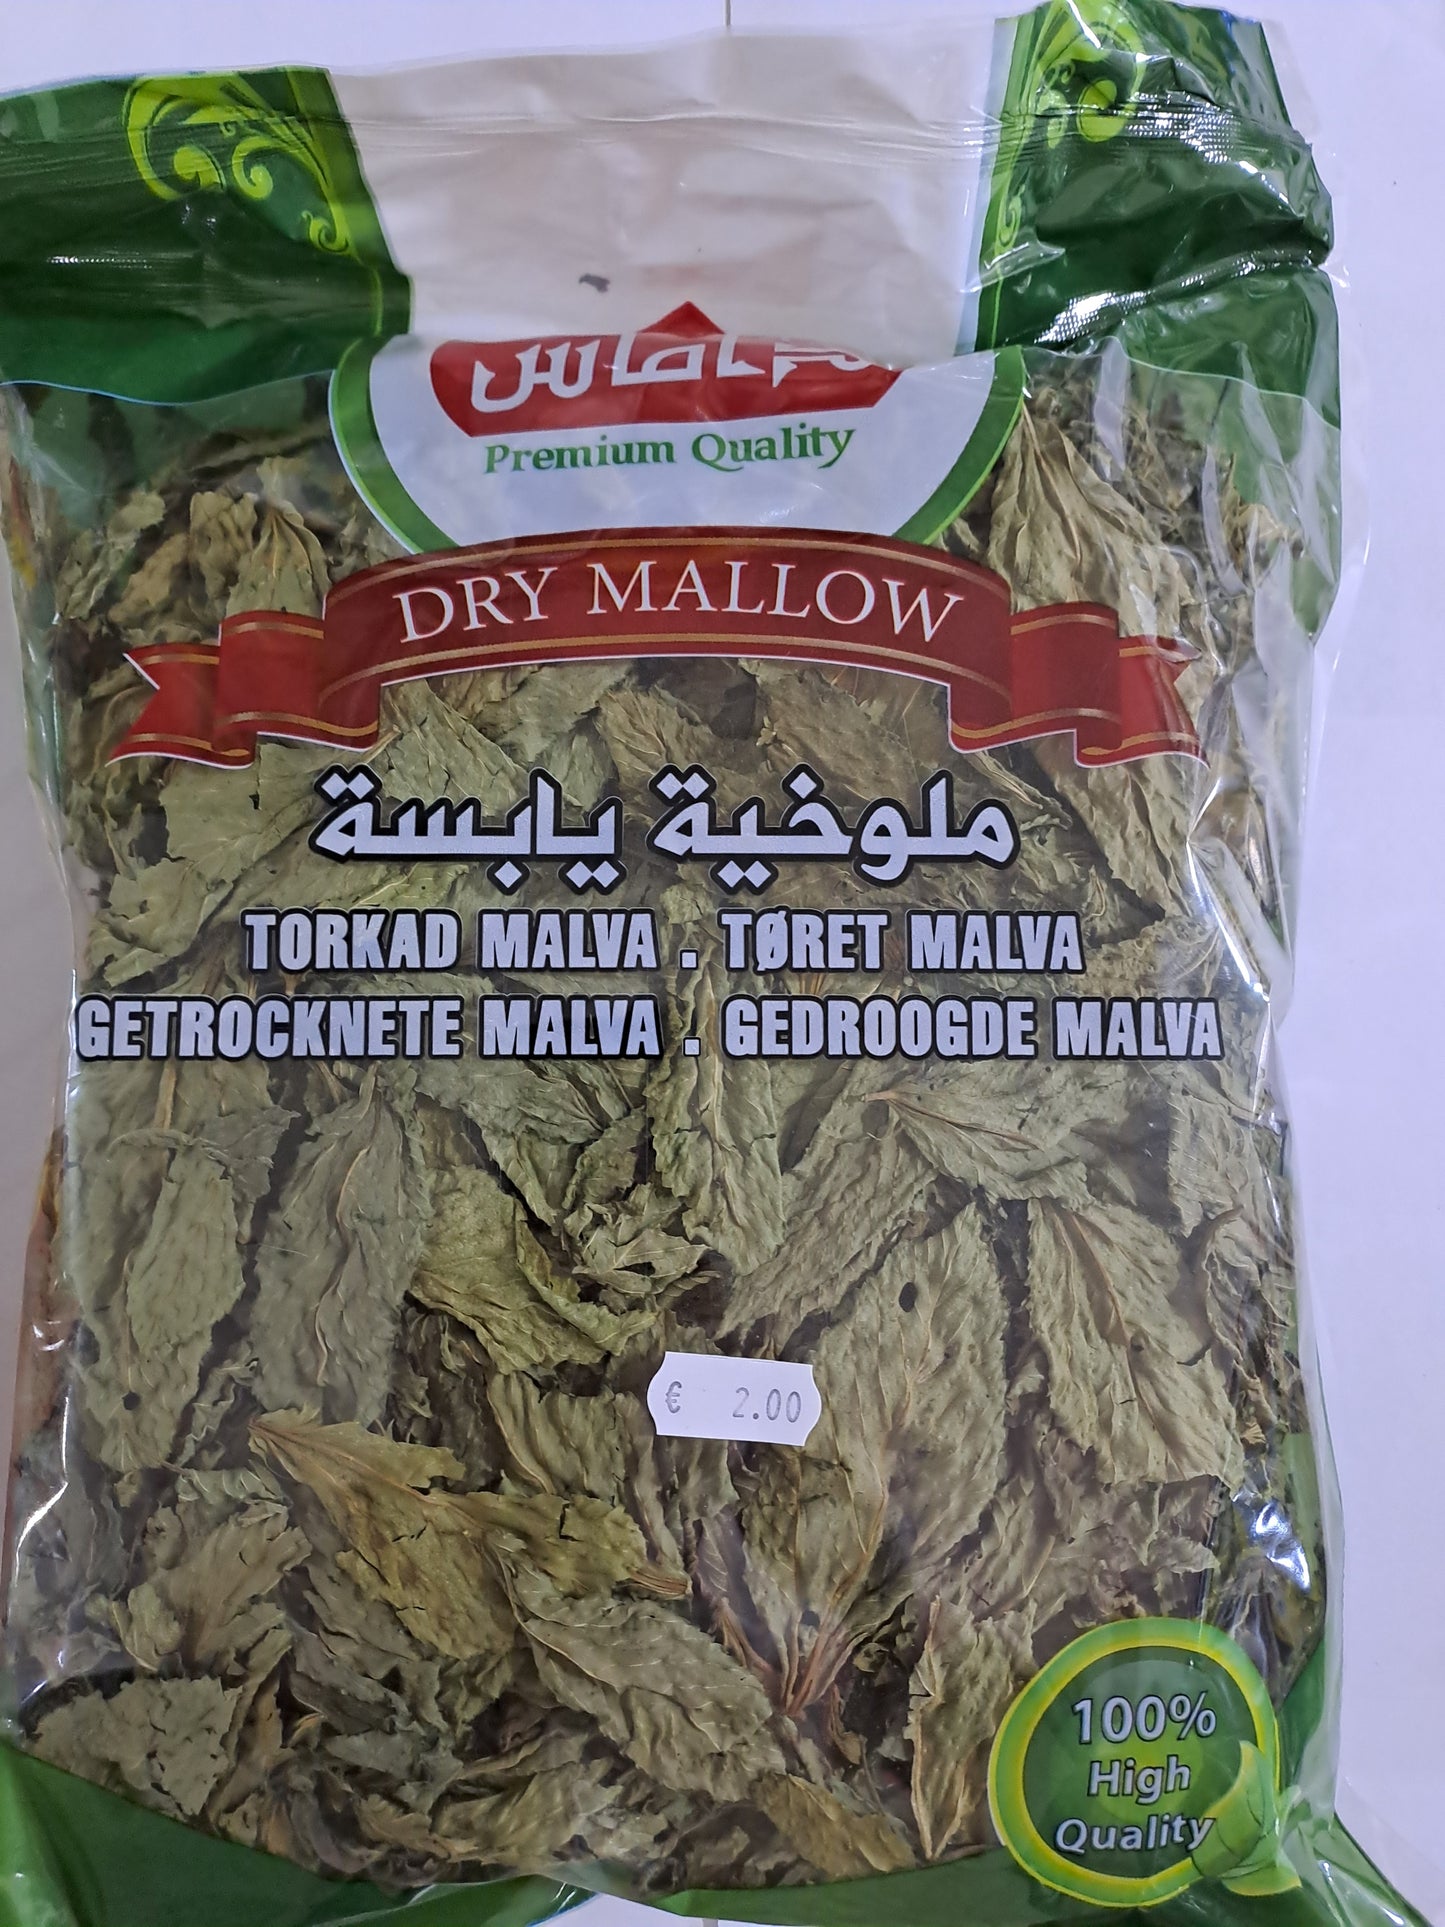 Premium Quality
DRY MALLOW
ملوخية يابسة
TORKAD MALVA . TØRET MALVA
GETROCKNETE MALVA . GEDROOGDE MALVA
€ 2.00
100%
High
Quality